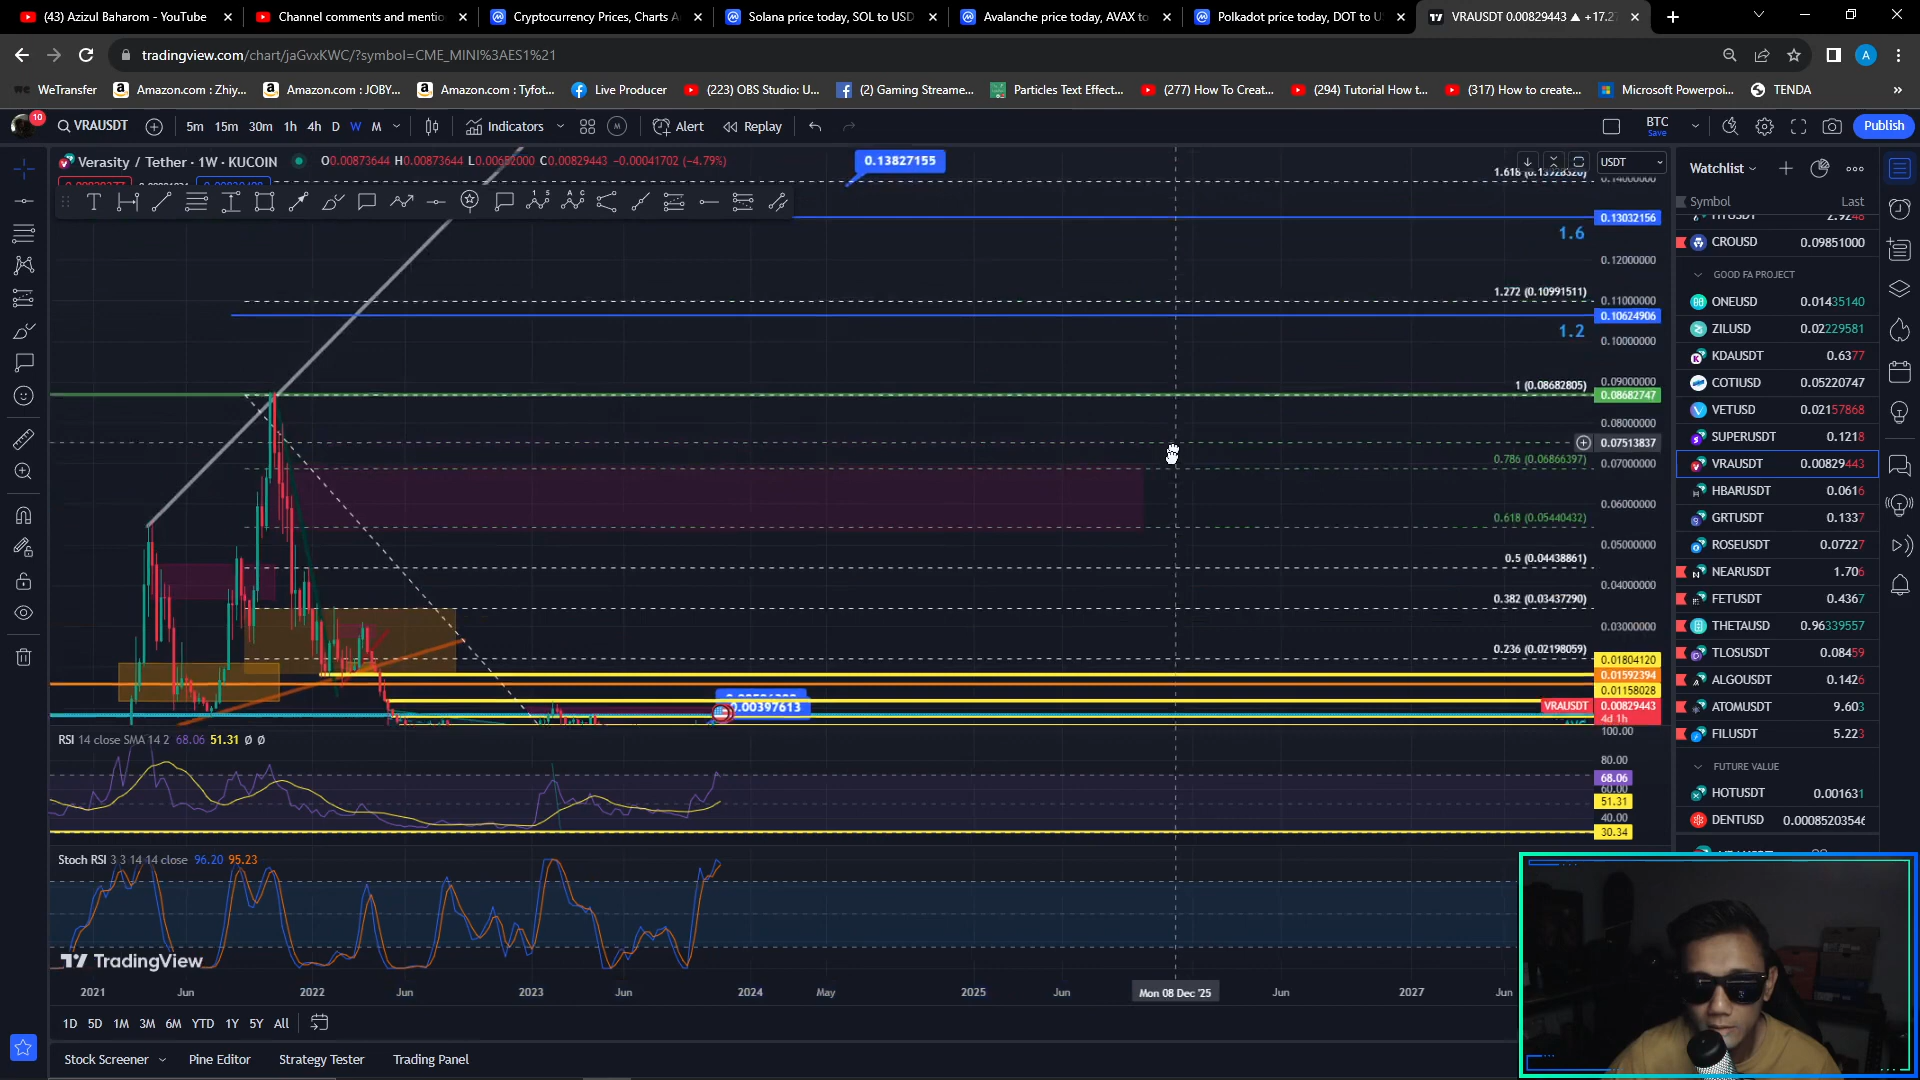 (43) Azizul Baharom - YouTube
Channel comments and mentio
Cryptocurrency Prices, Charts A
Solana price today, SOL to USD
Avalanche price today, AVAX to
Polkadot price today, DOT to U
VRAUSDT 0.00829443 ▲ +17.2
tradingview.com/chart/jaGvxKWC/?symbol=CME_MINI%3AES1%21
WeTransfer
Amazon.com : Zhiy...
Amazon.com : JOBY...
Amazon.com : Tyfot...
Live Producer
(223) OBS Studio: U...
(2) Gaming Streame...
Particles Text Effect...
(277) How To Creat...
(294) Tutorial How t...
(317) How to create...
Microsoft Powerpoi...
TENDA
10
VRAUSDT
5m 15m 30m 1h 4h D W M
Indicators
Alert
Replay
BTC
Save
Publish
Verasity / Tether · 1W · KUCOIN
O0.00873644 H0.00873644 L0.00652000 C0.00829443 −0.00041702 (−4.79%)
0.13827155
USDT
0.13032156
1.6
0.12000000
1.272 (0.10991511)
0.11000000
0.10624906
1.2
0.10000000
1 (0.08682805)
0.09000000
0.08682747
0.08000000
0.07513837
0.786 (0.06866397)
0.07000000
0.06000000
0.618 (0.05440432)
0.05000000
0.5 (0.04438861)
0.04000000
0.382 (0.03437290)
0.03000000
0.236 (0.02198059)
0.01804120
0.01592394
0.01158028
VRAUSDT 0.00829443
4d 1h
0.00397613
RSI 14 close SMA 14 2 68.06 51.31 Ø Ø
100.00
80.00
68.06
60.00
51.31
40.00
30.34
Stoch RSI 3 3 14 14 close 96.20 95.23
TradingView
2021 Jun 2022 Jun 2023 Jun 2024 May 2025 Jun Mon 08 Dec '25 Jun 2027 Jun
1D 5D 1M 3M 6M YTD 1Y 5Y All
Stock Screener
Pine Editor
Strategy Tester
Trading Panel
Watchlist
Symbol Last
CROUSD 0.09851000
GOOD FA PROJECT
ONEUSD 0.01435140
ZILUSD 0.02229581
KDAUSDT 0.6377
COTIUSD 0.05220747
VETUSD 0.02157868
SUPERUSDT 0.1218
VRAUSDT 0.00829443
HBARUSDT 0.0616
GRTUSDT 0.1337
ROSEUSDT 0.07227
NEARUSDT 1.706
FETUSDT 0.4367
THETAUSD 0.96339557
TLOSUSDT 0.08459
ALGOUSDT 0.1426
ATOMUSDT 9.603
FILUSDT 5.223
FUTURE VALUE
HOTUSDT 0.001631
DENTUSD 0.00085203546